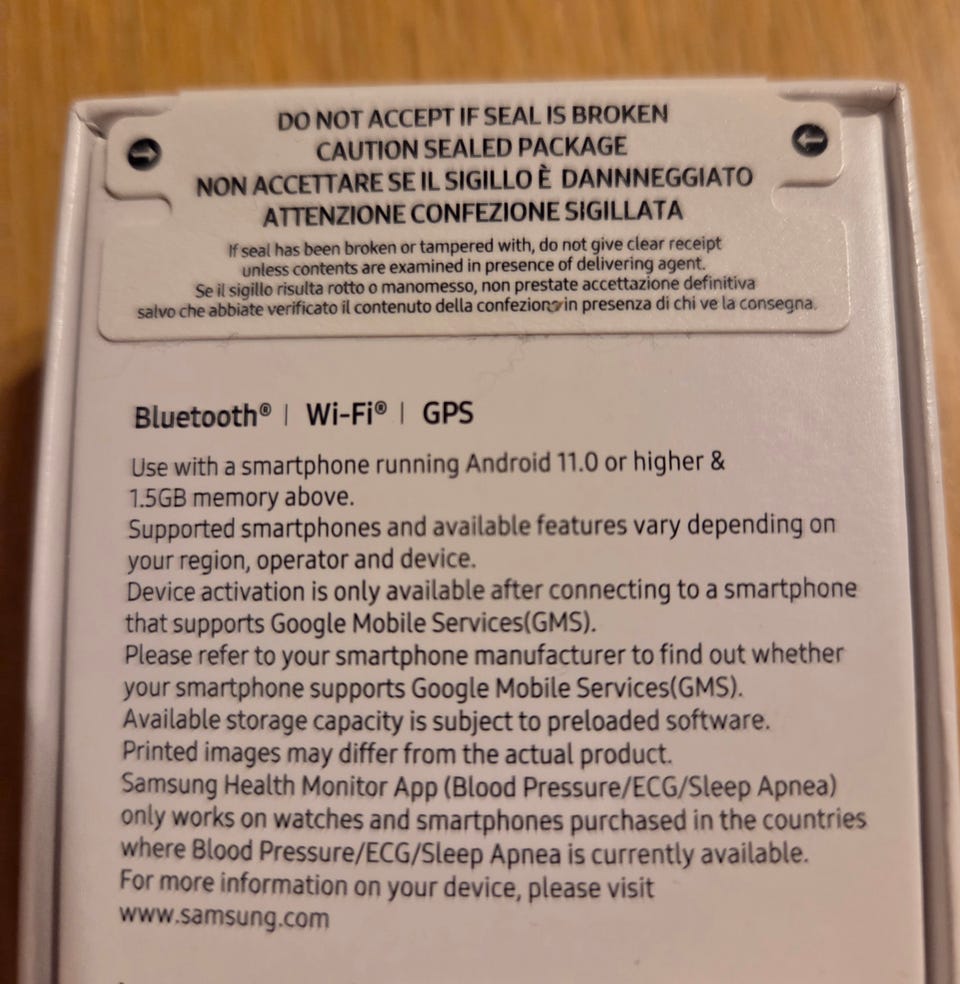 DO NOT ACCEPT IF SEAL IS BROKEN
CAUTION SEALED PACKAGE
NON ACCETTARE SE IL SIGILLO È DANNNEGGIATO
ATTENZIONE CONFEZIONE SIGILLATA
If seal has been broken or tampered with, do not give clear receipt
unless contents are examined in presence of delivering agent.
Se il sigillo risulta rotto o manomesso, non prestate accettazione definitiva
salvo che abbiate verificato il contenuto della confezione in presenza di chi ve la consegna.
Bluetooth® | Wi-Fi® | GPS
Use with a smartphone running Android 11.0 or higher &
1.5GB memory above.
Supported smartphones and available features vary depending on
your region, operator and device.
Device activation is only available after connecting to a smartphone
that supports Google Mobile Services(GMS).
Please refer to your smartphone manufacturer to find out whether
your smartphone supports Google Mobile Services(GMS).
Available storage capacity is subject to preloaded software.
Printed images may differ from the actual product.
Samsung Health Monitor App (Blood Pressure/ECG/Sleep Apnea)
only works on watches and smartphones purchased in the countries
where Blood Pressure/ECG/Sleep Apnea is currently available.
For more information on your device, please visit
www.samsung.com